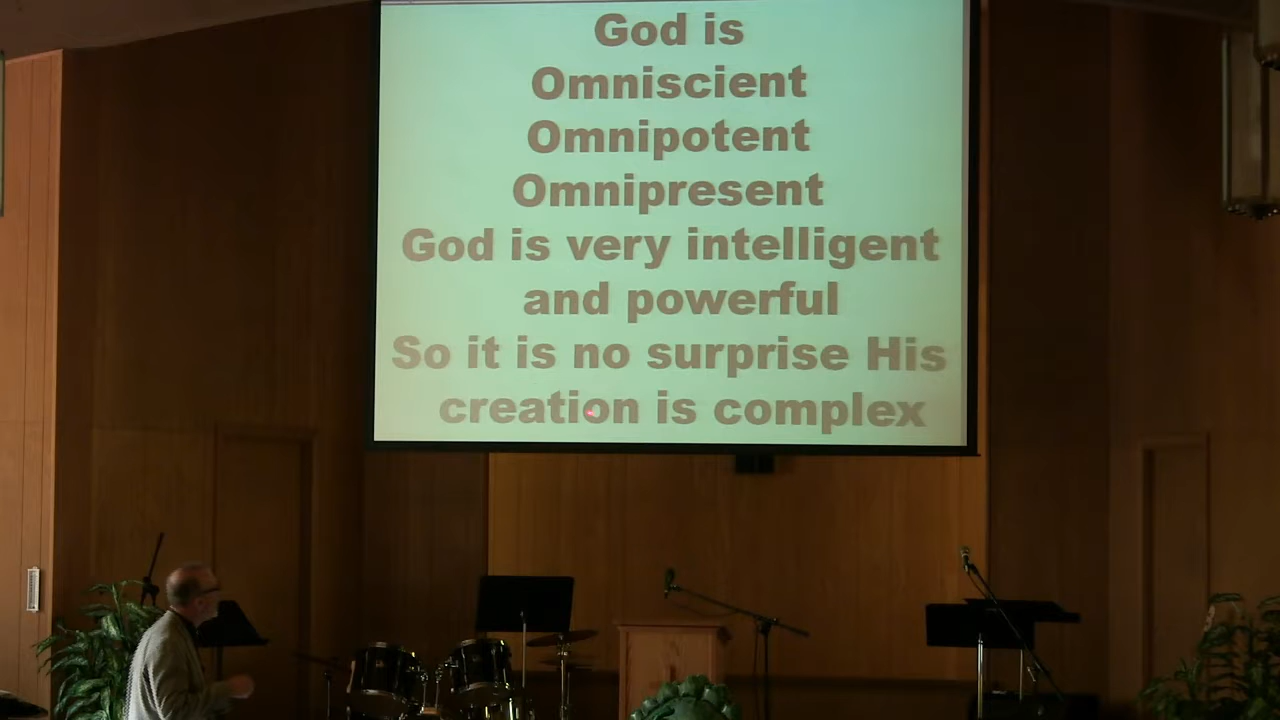 God is
Omniscient
Omnipotent
Omnipresent
God is very intelligent
and powerful
So it is no surprise His
creation is complex